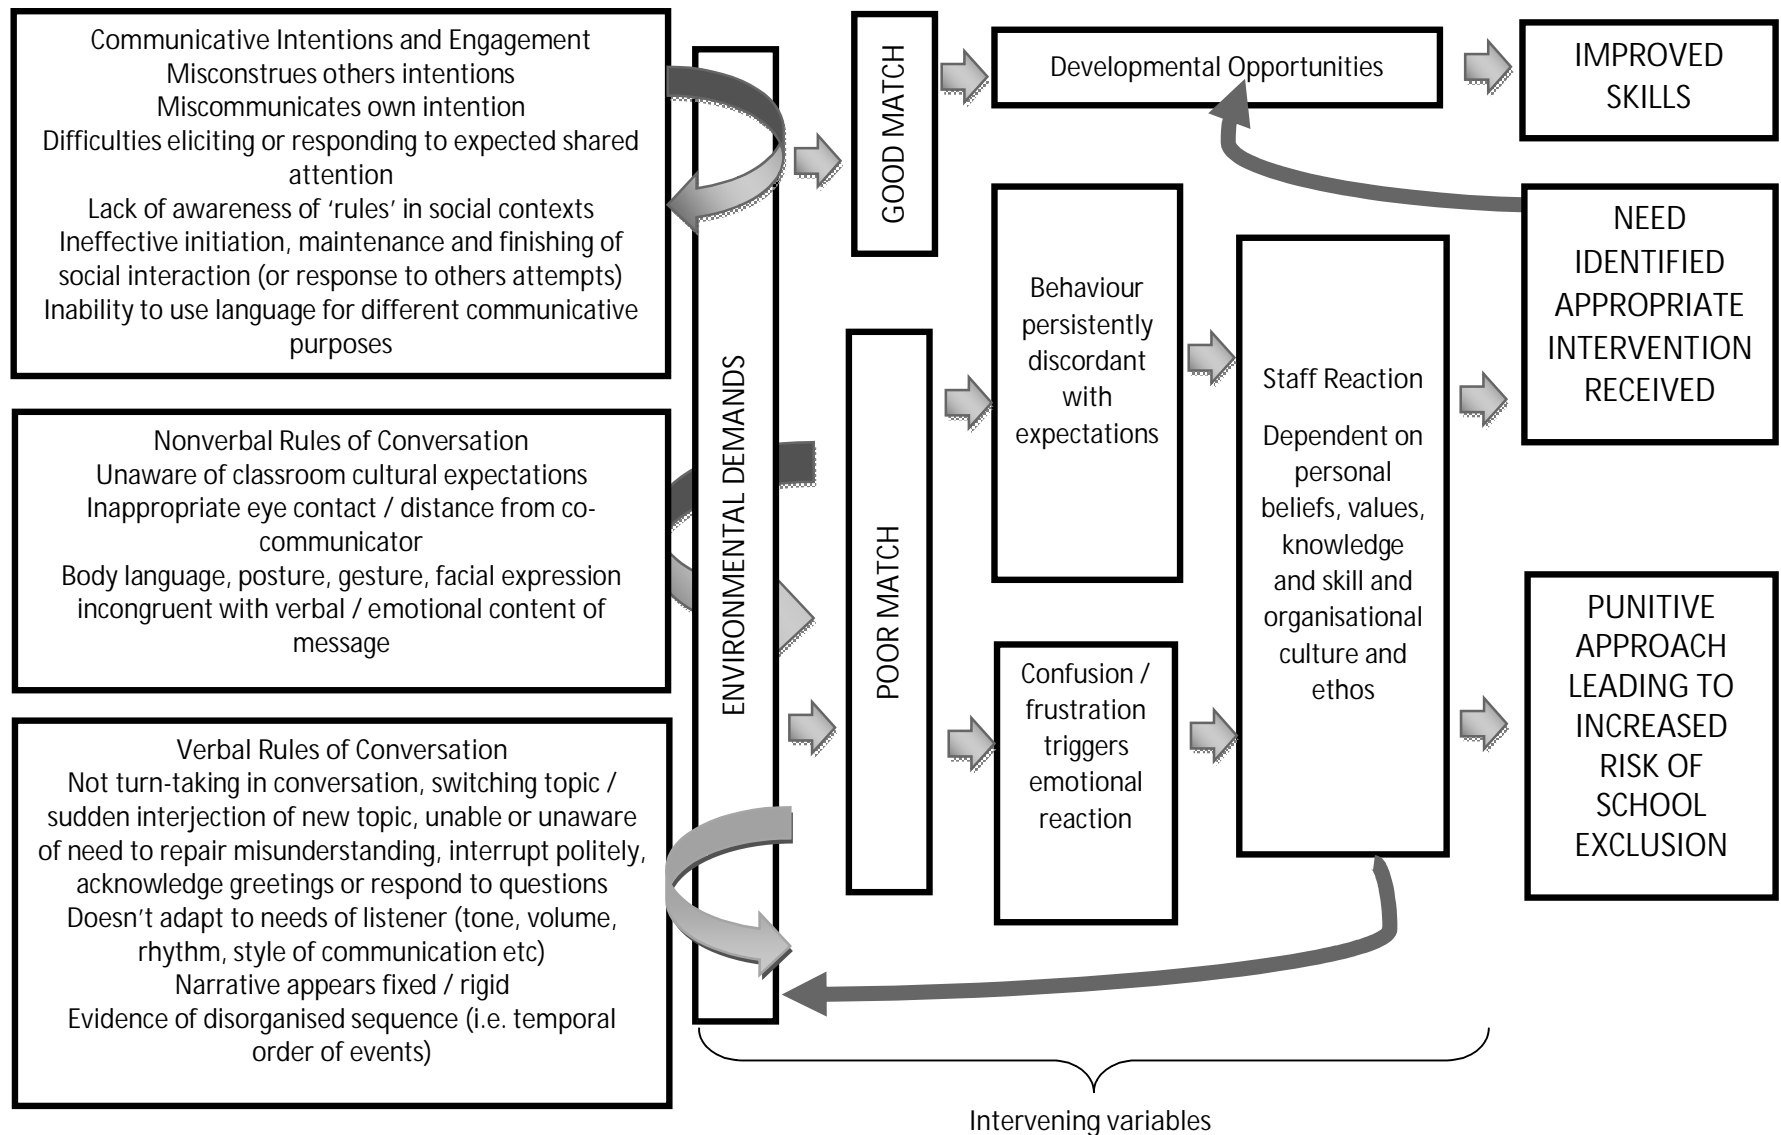 Communicative Intentions and Engagement
Misconstrues others intentions
Miscommunicates own intention
Difficulties eliciting or responding to expected shared
attention
Lack of awareness of ‘rules’ in social contexts
Ineffective initiation, maintenance and finishing of
social interaction (or response to others attempts)
Inability to use language for different communicative
purposes
Nonverbal Rules of Conversation
Unaware of classroom cultural expectations
Inappropriate eye contact / distance from co-
communicator
Body language, posture, gesture, facial expression
incongruent with verbal / emotional content of
message
Verbal Rules of Conversation
Not turn-taking in conversation, switching topic /
sudden interjection of new topic, unable or unaware
of need to repair misunderstanding, interrupt politely,
acknowledge greetings or respond to questions
Doesn’t adapt to needs of listener (tone, volume,
rhythm, style of communication etc)
Narrative appears fixed / rigid
Evidence of disorganised sequence (i.e. temporal
order of events)
ENVIRONMENTAL DEMANDS
GOOD MATCH
POOR MATCH
Developmental Opportunities
Behaviour
persistently
discordant
with
expectations
Confusion /
frustration
triggers
emotional
reaction
Staff Reaction
Dependent on
personal
beliefs, values,
knowledge
and skill and
organisational
culture and
ethos
IMPROVED
SKILLS
NEED
IDENTIFIED
APPROPRIATE
INTERVENTION
RECEIVED
PUNITIVE
APPROACH
LEADING TO
INCREASED
RISK OF
SCHOOL
EXCLUSION
Intervening variables